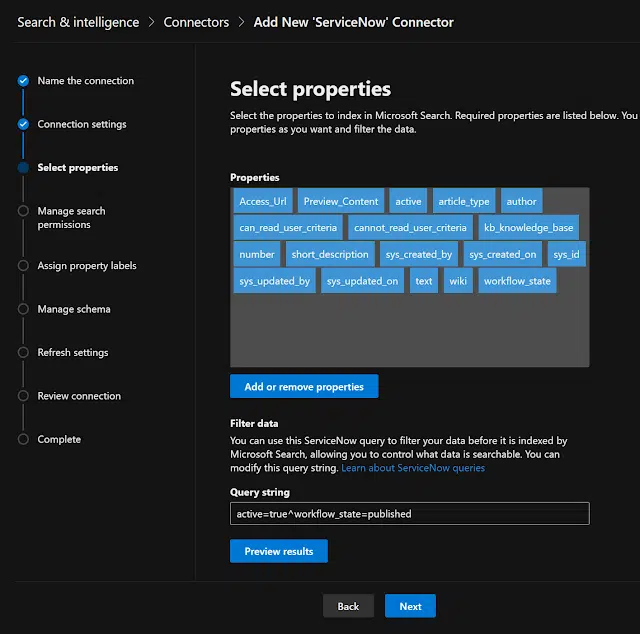 Search & intelligence > Connectors > Add New 'ServiceNow' Connector
Name the connection
Connection settings
Select properties
Manage search
permissions
Assign property labels
Manage schema
Refresh settings
Review connection
Complete
Select properties
Select the properties to index in Microsoft Search. Required properties are listed below. You
properties as you want and filter the data.
Properties
Access_Url Preview_Content active article_type author
can_read_user_criteria cannot_read_user_criteria kb_knowledge_base
number short_description sys_created_by sys_created_on sys_id
sys_updated_by sys_updated_on text wiki workflow_state
Add or remove properties
Filter data
You can use this ServiceNow query to filter your data before it is indexed by
Microsoft Search, allowing you to control what data is searchable. You can
modify this query string. Learn about ServiceNow queries
Query string
active=true^workflow_state=published
Preview results
Back Next